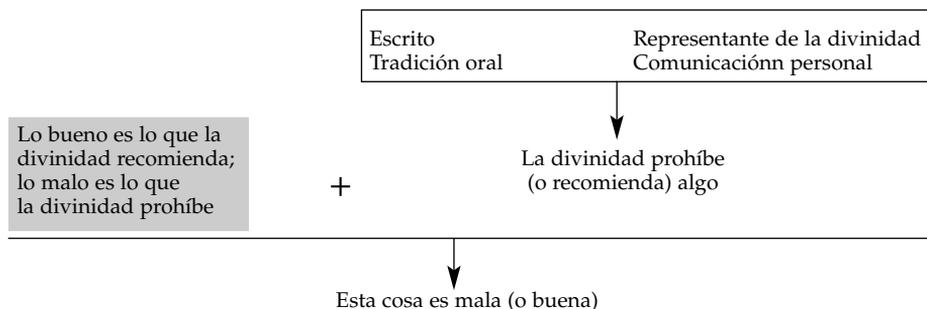 Escrito
Tradición oral
Representante de la divinidad
Comunicaciónn personal
Lo bueno es lo que la
divinidad recomienda;
lo malo es lo que
la divinidad prohíbe
+
La divinidad prohíbe
(o recomienda) algo
Esta cosa es mala (o buena)